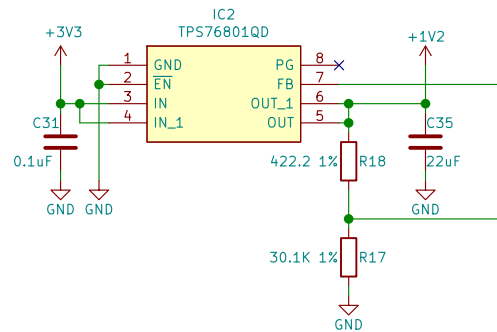 IC2
TPS76801QD
+3V3
+1V2
1 GND PG 8
2 EN FB 7
3 IN OUT_1 6
4 IN_1 OUT 5
C31
0.1uF
C35
22uF
422.2 1% R18
GND GND GND
30.1K 1% R17
GND